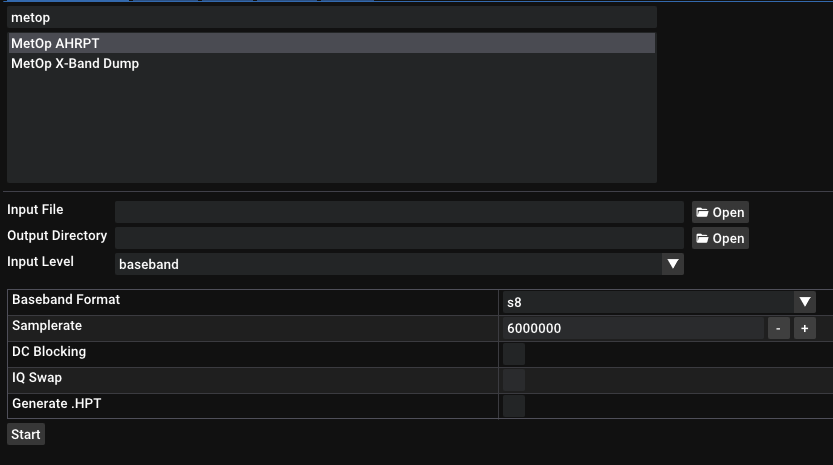 metop
MetOp AHRPT
MetOp X-Band Dump
Input File Open
Output Directory Open
Input Level baseband
Baseband Format s8
Samplerate 6000000 - +
DC Blocking
IQ Swap
Generate .HPT
Start